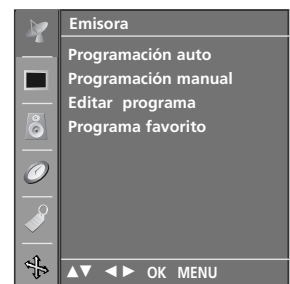 Emisora
Programación auto
Programación manual
Editar programa
Programa favorito
▲▼ ◄► OK MENU